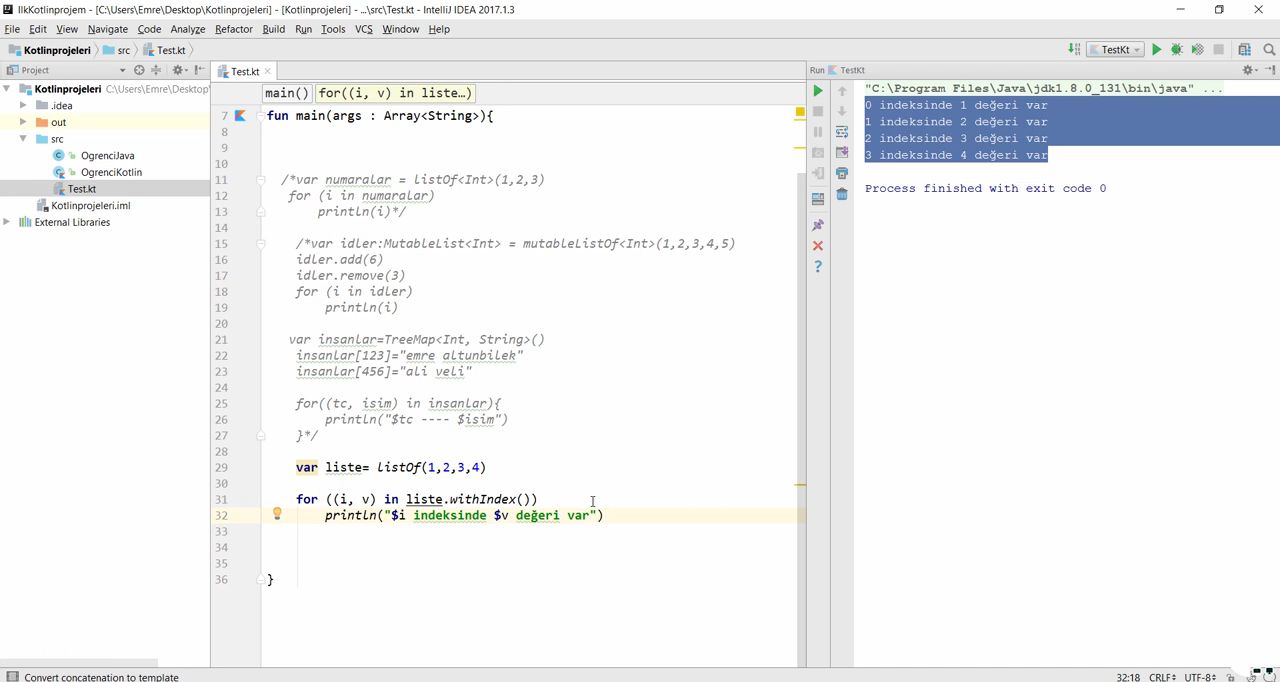 IlkKotlinprojem - [C:\Users\Emre\Desktop\Kotlinprojeleri] - [Kotlinprojeleri] - ...\src\Test.kt - IntelliJ IDEA 2017.1.3
File Edit View Navigate Code Analyze Refactor Build Run Tools VCS Window Help
Kotlinprojeleri src Test.kt TestKt
Project Test.kt Run TestKt
main() for((i, v) in liste...)
Kotlinprojeleri C:\Users\Emre\Desktop\
.idea
out
src
OgrenciJava
OgrenciKotlin
Test.kt
Kotlinprojeleri.iml
External Libraries
7 fun main(args : Array<String>){
8
9
10
11 /*var numaralar = listOf<Int>(1,2,3)
12 for (i in numaralar)
13 println(i)*/
14
15 /*var idler:MutableList<Int> = mutableListOf<Int>(1,2,3,4,5)
16 idler.add(6)
17 idler.remove(3)
18 for (i in idler)
19 println(i)
20
21 var insanlar=TreeMap<Int, String>()
22 insanlar[123]="emre altunbilek"
23 insanlar[456]="ali veli"
24
25 for((tc, isim) in insanlar){
26 println("$tc ---- $isim")
27 }*/
28
29 var liste= listOf(1,2,3,4)
30
31 for ((i, v) in liste.withIndex())
32 println("$i indeksinde $v değeri var")
33
34
35
36 }
"C:\Program Files\Java\jdk1.8.0_131\bin\java" ...
0 indeksinde 1 değeri var
1 indeksinde 2 değeri var
2 indeksinde 3 değeri var
3 indeksinde 4 değeri var
Process finished with exit code 0
Convert concatenation to template 32:18 CRLF UTF-8